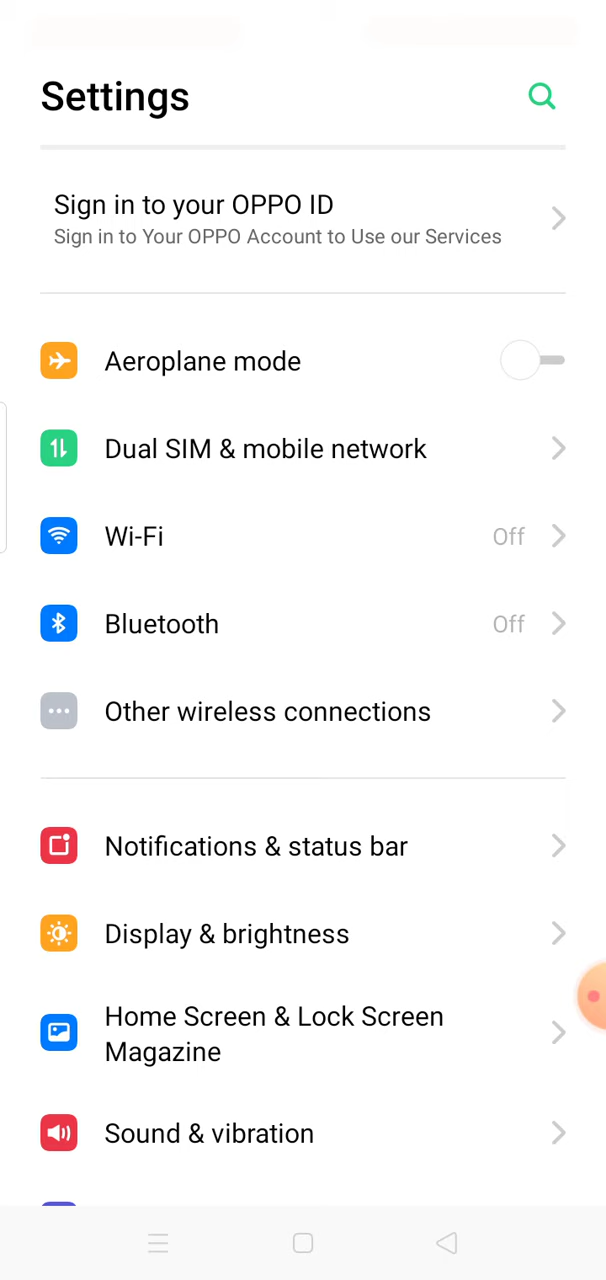 Settings
Sign in to your OPPO ID
Sign in to Your OPPO Account to Use our Services
Aeroplane mode
Dual SIM & mobile network
Wi-Fi Off
Bluetooth Off
Other wireless connections
Notifications & status bar
Display & brightness
Home Screen & Lock Screen
Magazine
Sound & vibration